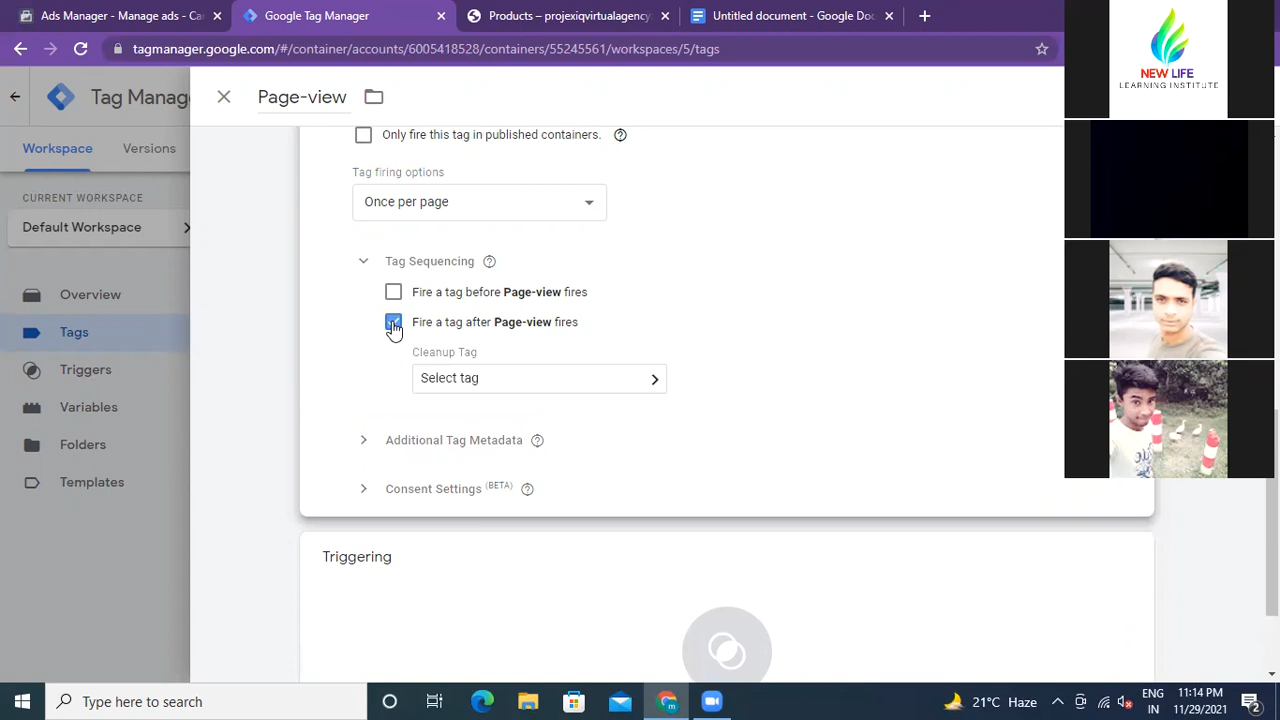 Ads Manager - Manage ads - Ca
Google Tag Manager
Products – projexiqvirtualagency
Untitled document - Google Doc
tagmanager.google.com/#/container/accounts/6005418528/containers/55245561/workspaces/5/tags
Tag Mana
Page-view
Workspace
Versions
CURRENT WORKSPACE
Default Workspace
Overview
Tags
Triggers
Variables
Folders
Templates
Only fire this tag in published containers.
Tag firing options
Once per page
Tag Sequencing
Fire a tag before Page-view fires
Fire a tag after Page-view fires
Cleanup Tag
Select tag
Additional Tag Metadata
Consent Settings (BETA)
Triggering
NEW LIFE
LEARNING INSTITUTE
Type here to search
21°C Haze
ENG
IN
11:14 PM
11/29/2021
2